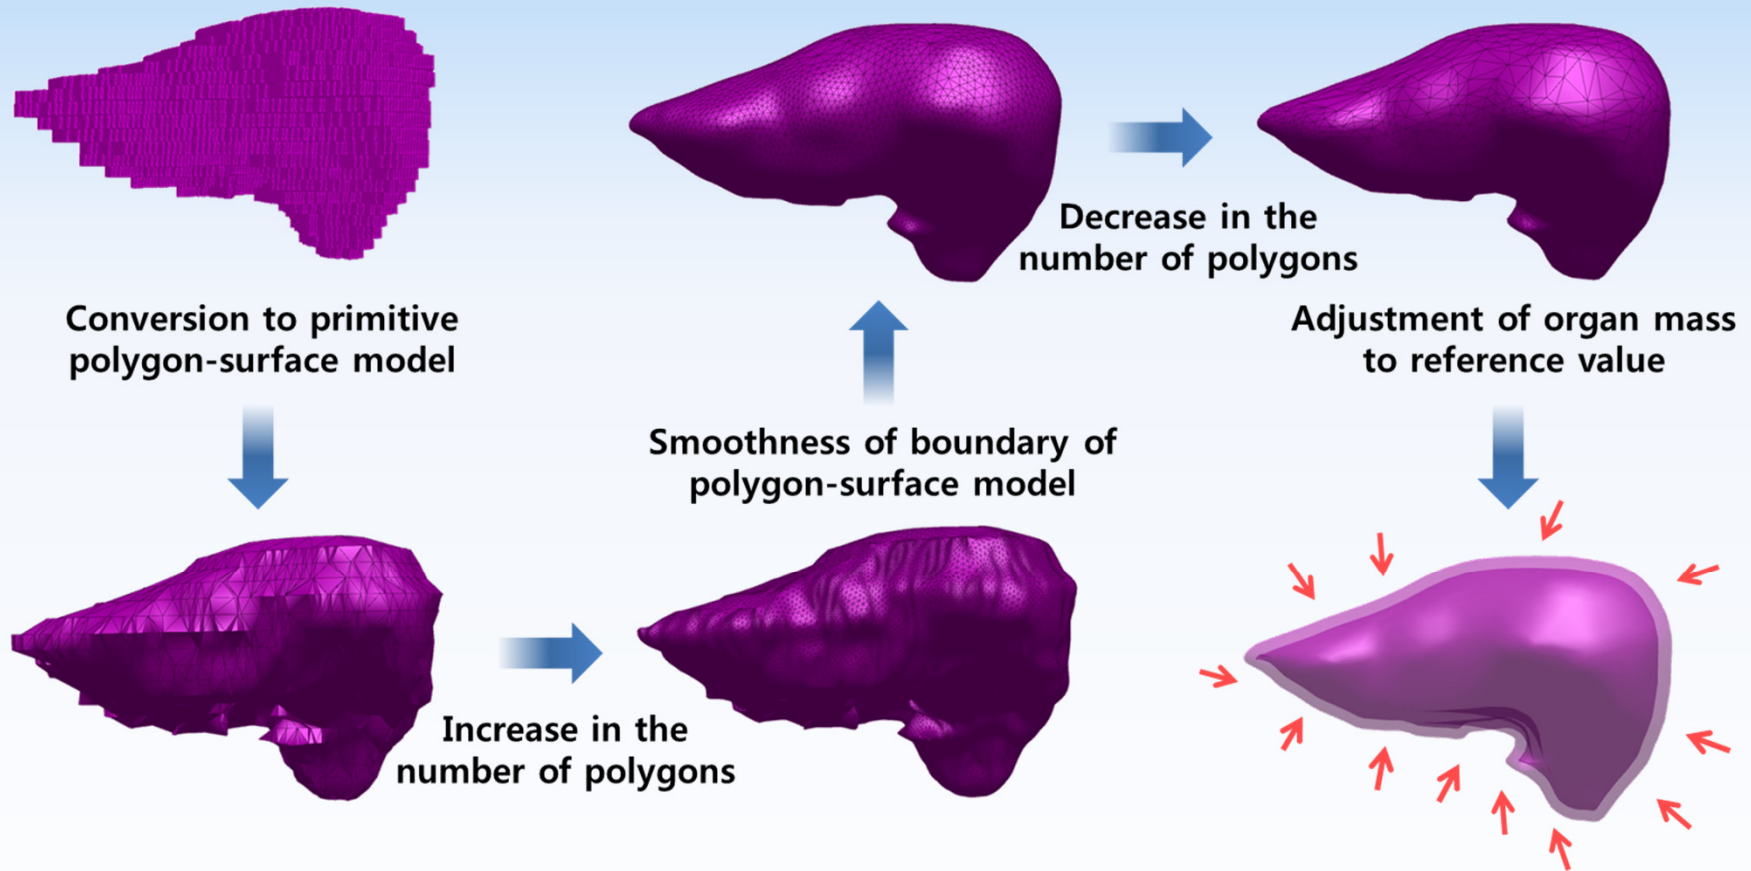 Conversion to primitive
polygon-surface model
Increase in the
number of polygons
Smoothness of boundary of
polygon-surface model
Decrease in the
number of polygons
Adjustment of organ mass
to reference value